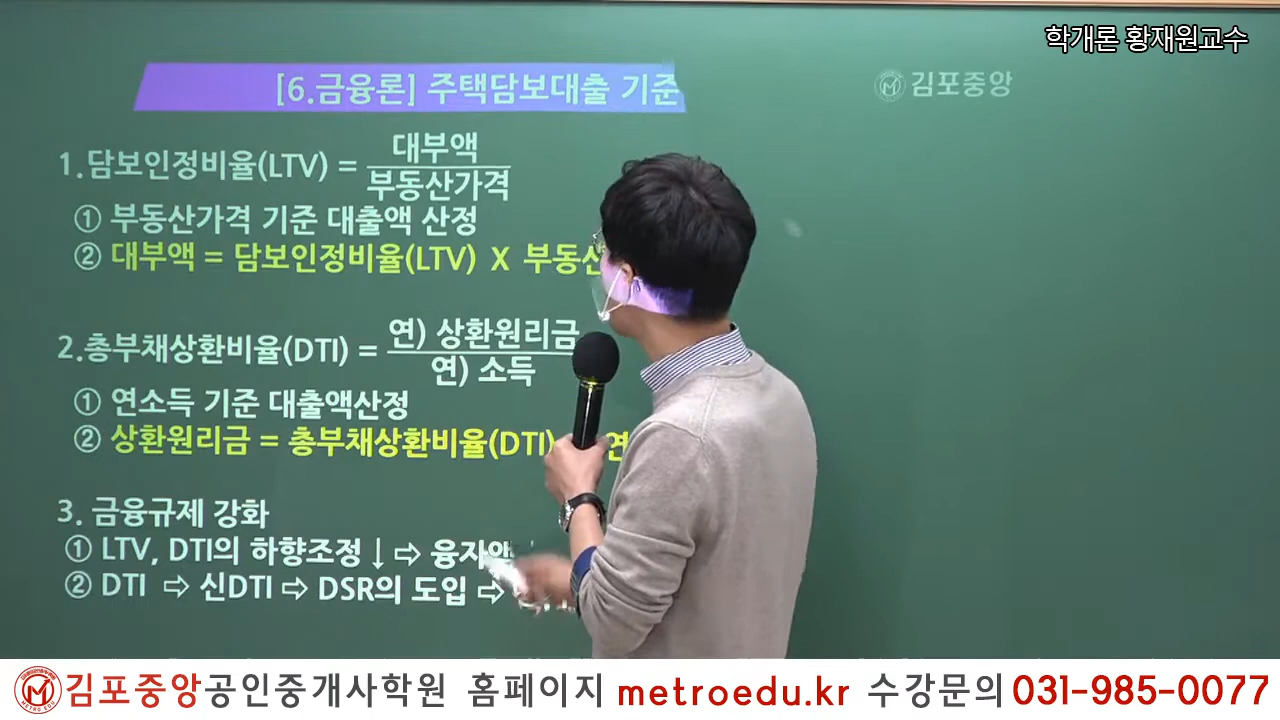 학개론 황재원교수
[6.금융론] 주택담보대출 기준
김포중앙
1.담보인정비율(LTV) = 대부액
부동산가격
① 부동산가격 기준 대출액 산정
② 대부액 = 담보인정비율(LTV) X 부동산
2.총부채상환비율(DTI) = 연) 상환원리금
연) 소득
① 연소득 기준 대출액산정
② 상환원리금 = 총부채상환비율(DTI) 연
3. 금융규제 강화
① LTV, DTI의 하향조정↓⇨ 융자액
② DTI ⇨ 신DTI ⇨ DSR의 도입 ⇨
김포중앙공인중개사학원 홈페이지 metroedu.kr 수강문의 031-985-0077